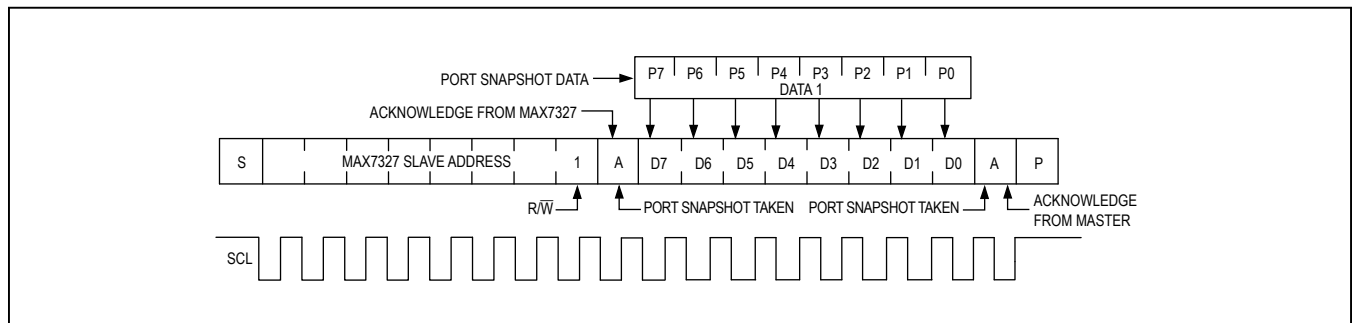 PORT SNAPSHOT DATA
P7 P6 P5 P4 P3 P2 P1 P0
DATA 1
ACKNOWLEDGE FROM MAX7327
S MAX7327 SLAVE ADDRESS 1 A D7 D6 D5 D4 D3 D2 D1 D0 A P
R/W̅ PORT SNAPSHOT TAKEN PORT SNAPSHOT TAKEN ACKNOWLEDGE
FROM MASTER
SCL